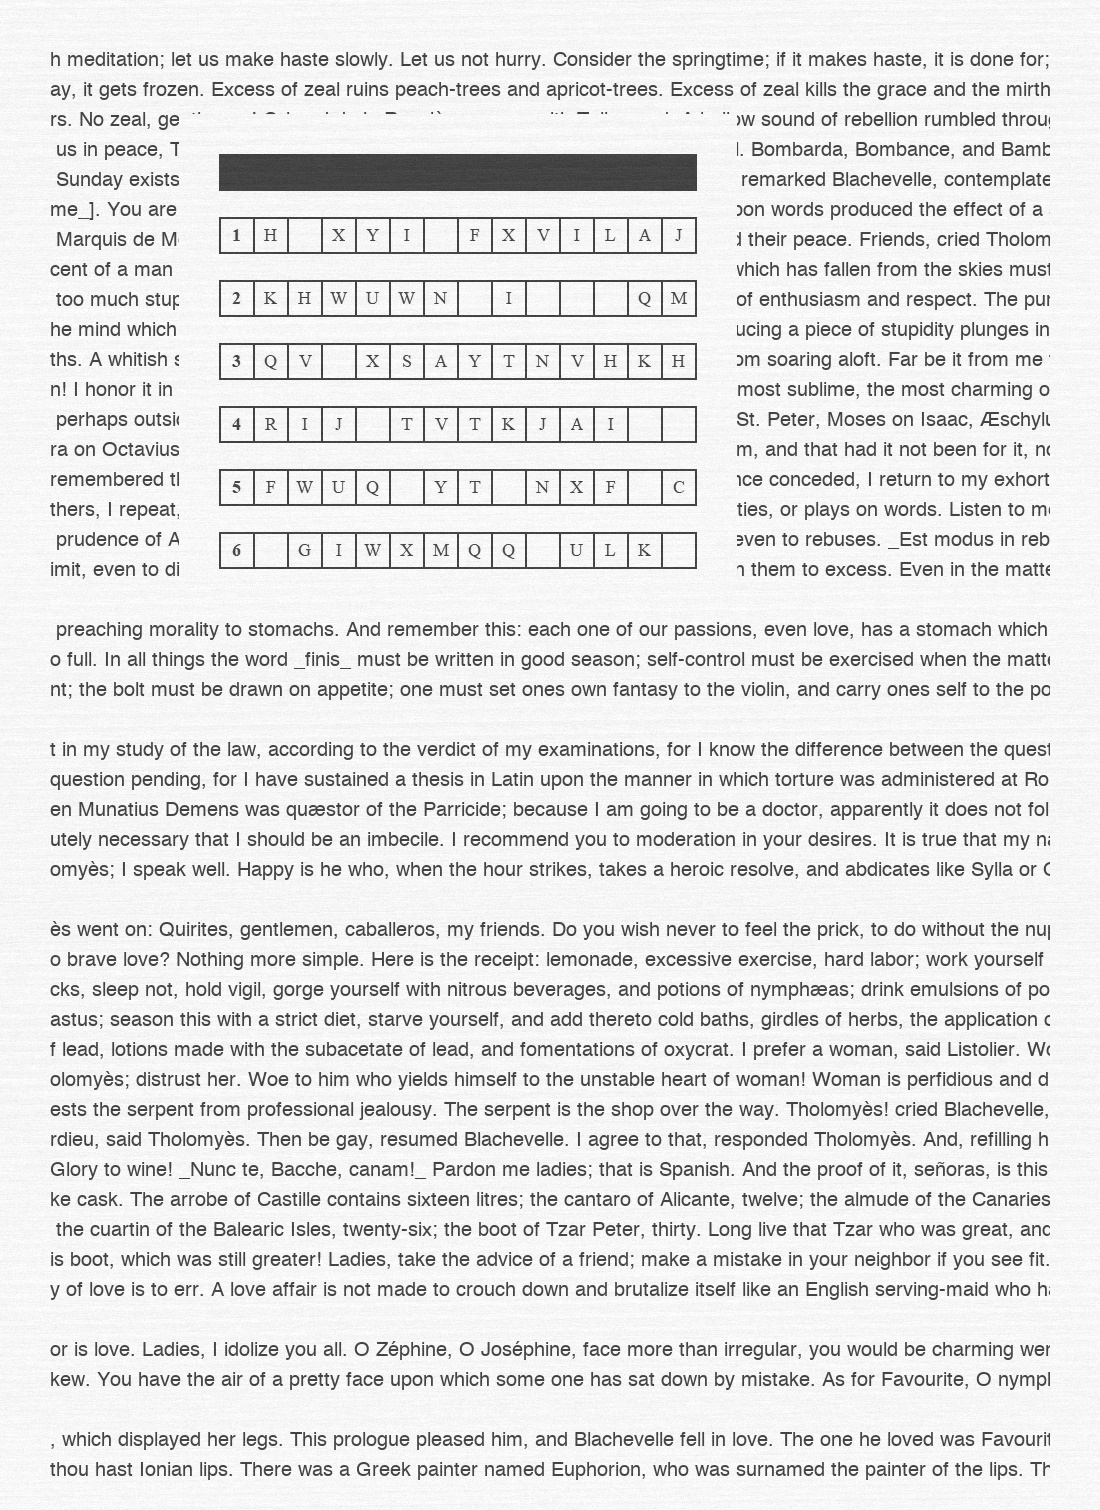 h meditation; let us make haste slowly. Let us not hurry. Consider the springtime; if it makes haste, it is done for;
ay, it gets frozen. Excess of zeal ruins peach-trees and apricot-trees. Excess of zeal kills the grace and the mirth
rs. No zeal, ge
us in peace, T
Sunday exists
me_]. You are
Marquis de M
cent of a man
too much stup
he mind which
ths. A whitish s
n! I honor it in
perhaps outsid
ra on Octavius
remembered th
thers, I repeat,
prudence of A
imit, even to di
1 H X Y I F X V I L A J
2 K H W U W N I Q M
3 Q V X S A Y T N V H K H
4 R I J T V T K J A I
5 F W U Q Y T N X F C
6 G I W X M Q Q U L K
ow sound of rebellion rumbled throug
. Bombarda, Bombance, and Bamb
remarked Blachevelle, contemplate
oon words produced the effect of a
d their peace. Friends, cried Tholom
which has fallen from the skies must
of enthusiasm and respect. The pun
ucing a piece of stupidity plunges in
om soaring aloft. Far be it from me
most sublime, the most charming o
St. Peter, Moses on Isaac, Æschylu
m, and that had it not been for it, no
nce conceded, I return to my exhort
ties, or plays on words. Listen to me
even to rebuses. _Est modus in reb
n them to excess. Even in the matte
preaching morality to stomachs. And remember this: each one of our passions, even love, has a stomach which
o full. In all things the word _finis_ must be written in good season; self-control must be exercised when the matte
nt; the bolt must be drawn on appetite; one must set ones own fantasy to the violin, and carry ones self to the po
t in my study of the law, according to the verdict of my examinations, for I know the difference between the quest
question pending, for I have sustained a thesis in Latin upon the manner in which torture was administered at Ro
en Munatius Demens was quæstor of the Parricide; because I am going to be a doctor, apparently it does not fol
utely necessary that I should be an imbecile. I recommend you to moderation in your desires. It is true that my na
omyès; I speak well. Happy is he who, when the hour strikes, takes a heroic resolve, and abdicates like Sylla or O
ès went on: Quirites, gentlemen, caballeros, my friends. Do you wish never to feel the prick, to do without the nup
o brave love? Nothing more simple. Here is the receipt: lemonade, excessive exercise, hard labor; work yourself
cks, sleep not, hold vigil, gorge yourself with nitrous beverages, and potions of nymphæas; drink emulsions of po
astus; season this with a strict diet, starve yourself, and add thereto cold baths, girdles of herbs, the application o
f lead, lotions made with the subacetate of lead, and fomentations of oxycrat. I prefer a woman, said Listolier. Wo
olomyès; distrust her. Woe to him who yields himself to the unstable heart of woman! Woman is perfidious and d
ests the serpent from professional jealousy. The serpent is the shop over the way. Tholomyès! cried Blachevelle,
rdieu, said Tholomyès. Then be gay, resumed Blachevelle. I agree to that, responded Tholomyès. And, refilling h
Glory to wine! _Nunc te, Bacche, canam!_ Pardon me ladies; that is Spanish. And the proof of it, señoras, is this
ke cask. The arrobe of Castille contains sixteen litres; the cantaro of Alicante, twelve; the almude of the Canaries
the cuartin of the Balearic Isles, twenty-six; the boot of Tzar Peter, thirty. Long live that Tzar who was great, and
is boot, which was still greater! Ladies, take the advice of a friend; make a mistake in your neighbor if you see fit.
y of love is to err. A love affair is not made to crouch down and brutalize itself like an English serving-maid who ha
or is love. Ladies, I idolize you all. O Zéphine, O Joséphine, face more than irregular, you would be charming wer
kew. You have the air of a pretty face upon which some one has sat down by mistake. As for Favourite, O nymph
, which displayed her legs. This prologue pleased him, and Blachevelle fell in love. The one he loved was Favourit
thou hast Ionian lips. There was a Greek painter named Euphorion, who was surnamed the painter of the lips. Th